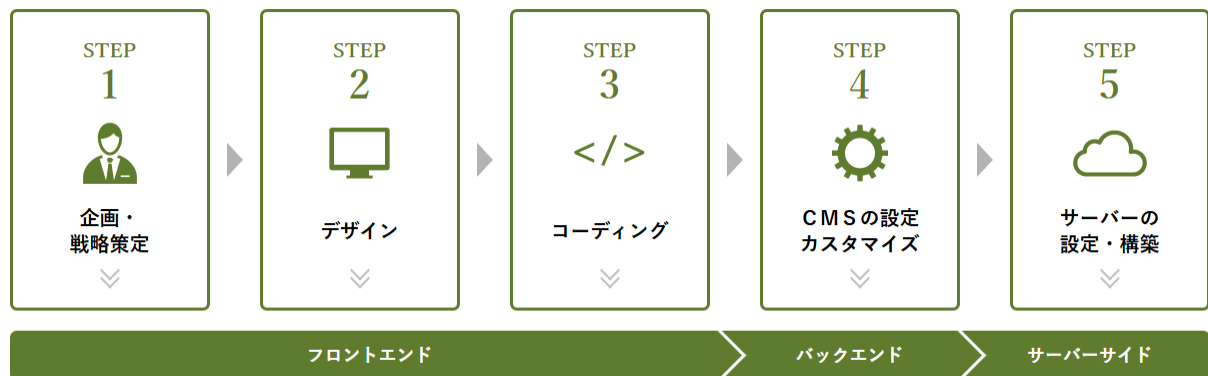 STEP
1
企画・
戦略策定
STEP
2
デザイン
STEP
3
</>
コーディング
STEP
4
ＣＭＳの設定
カスタマイズ
STEP
5
サーバーの
設定・構築
フロントエンド
バックエンド
サーバーサイド